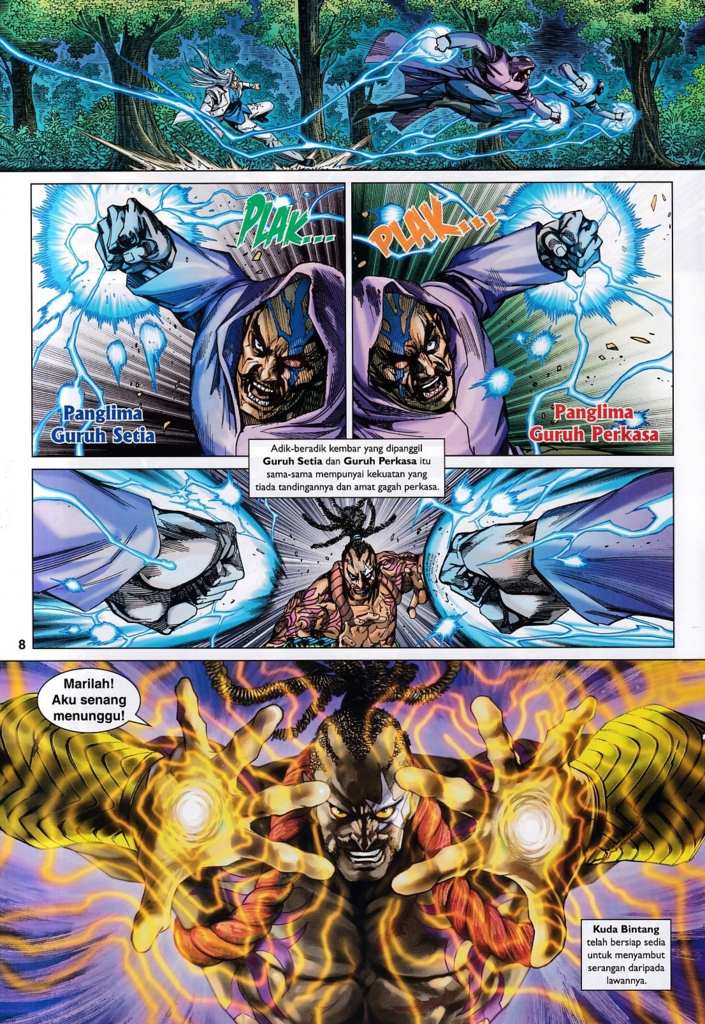 PLAK...
PLAK...
Panglima
Guruh Setia
Panglima
Guruh Perkasa
Adik-beradik kembar yang dipanggil
Guruh Setia dan Guruh Perkasa itu
sama-sama mempunyai kekuatan yang
tiada tandingannya dan amat gagah perkasa.
8
Marilah!
Aku senang
menunggu!
Kuda Bintang
telah bersiap sedia
untuk menyambut
serangan daripada
lawannya.